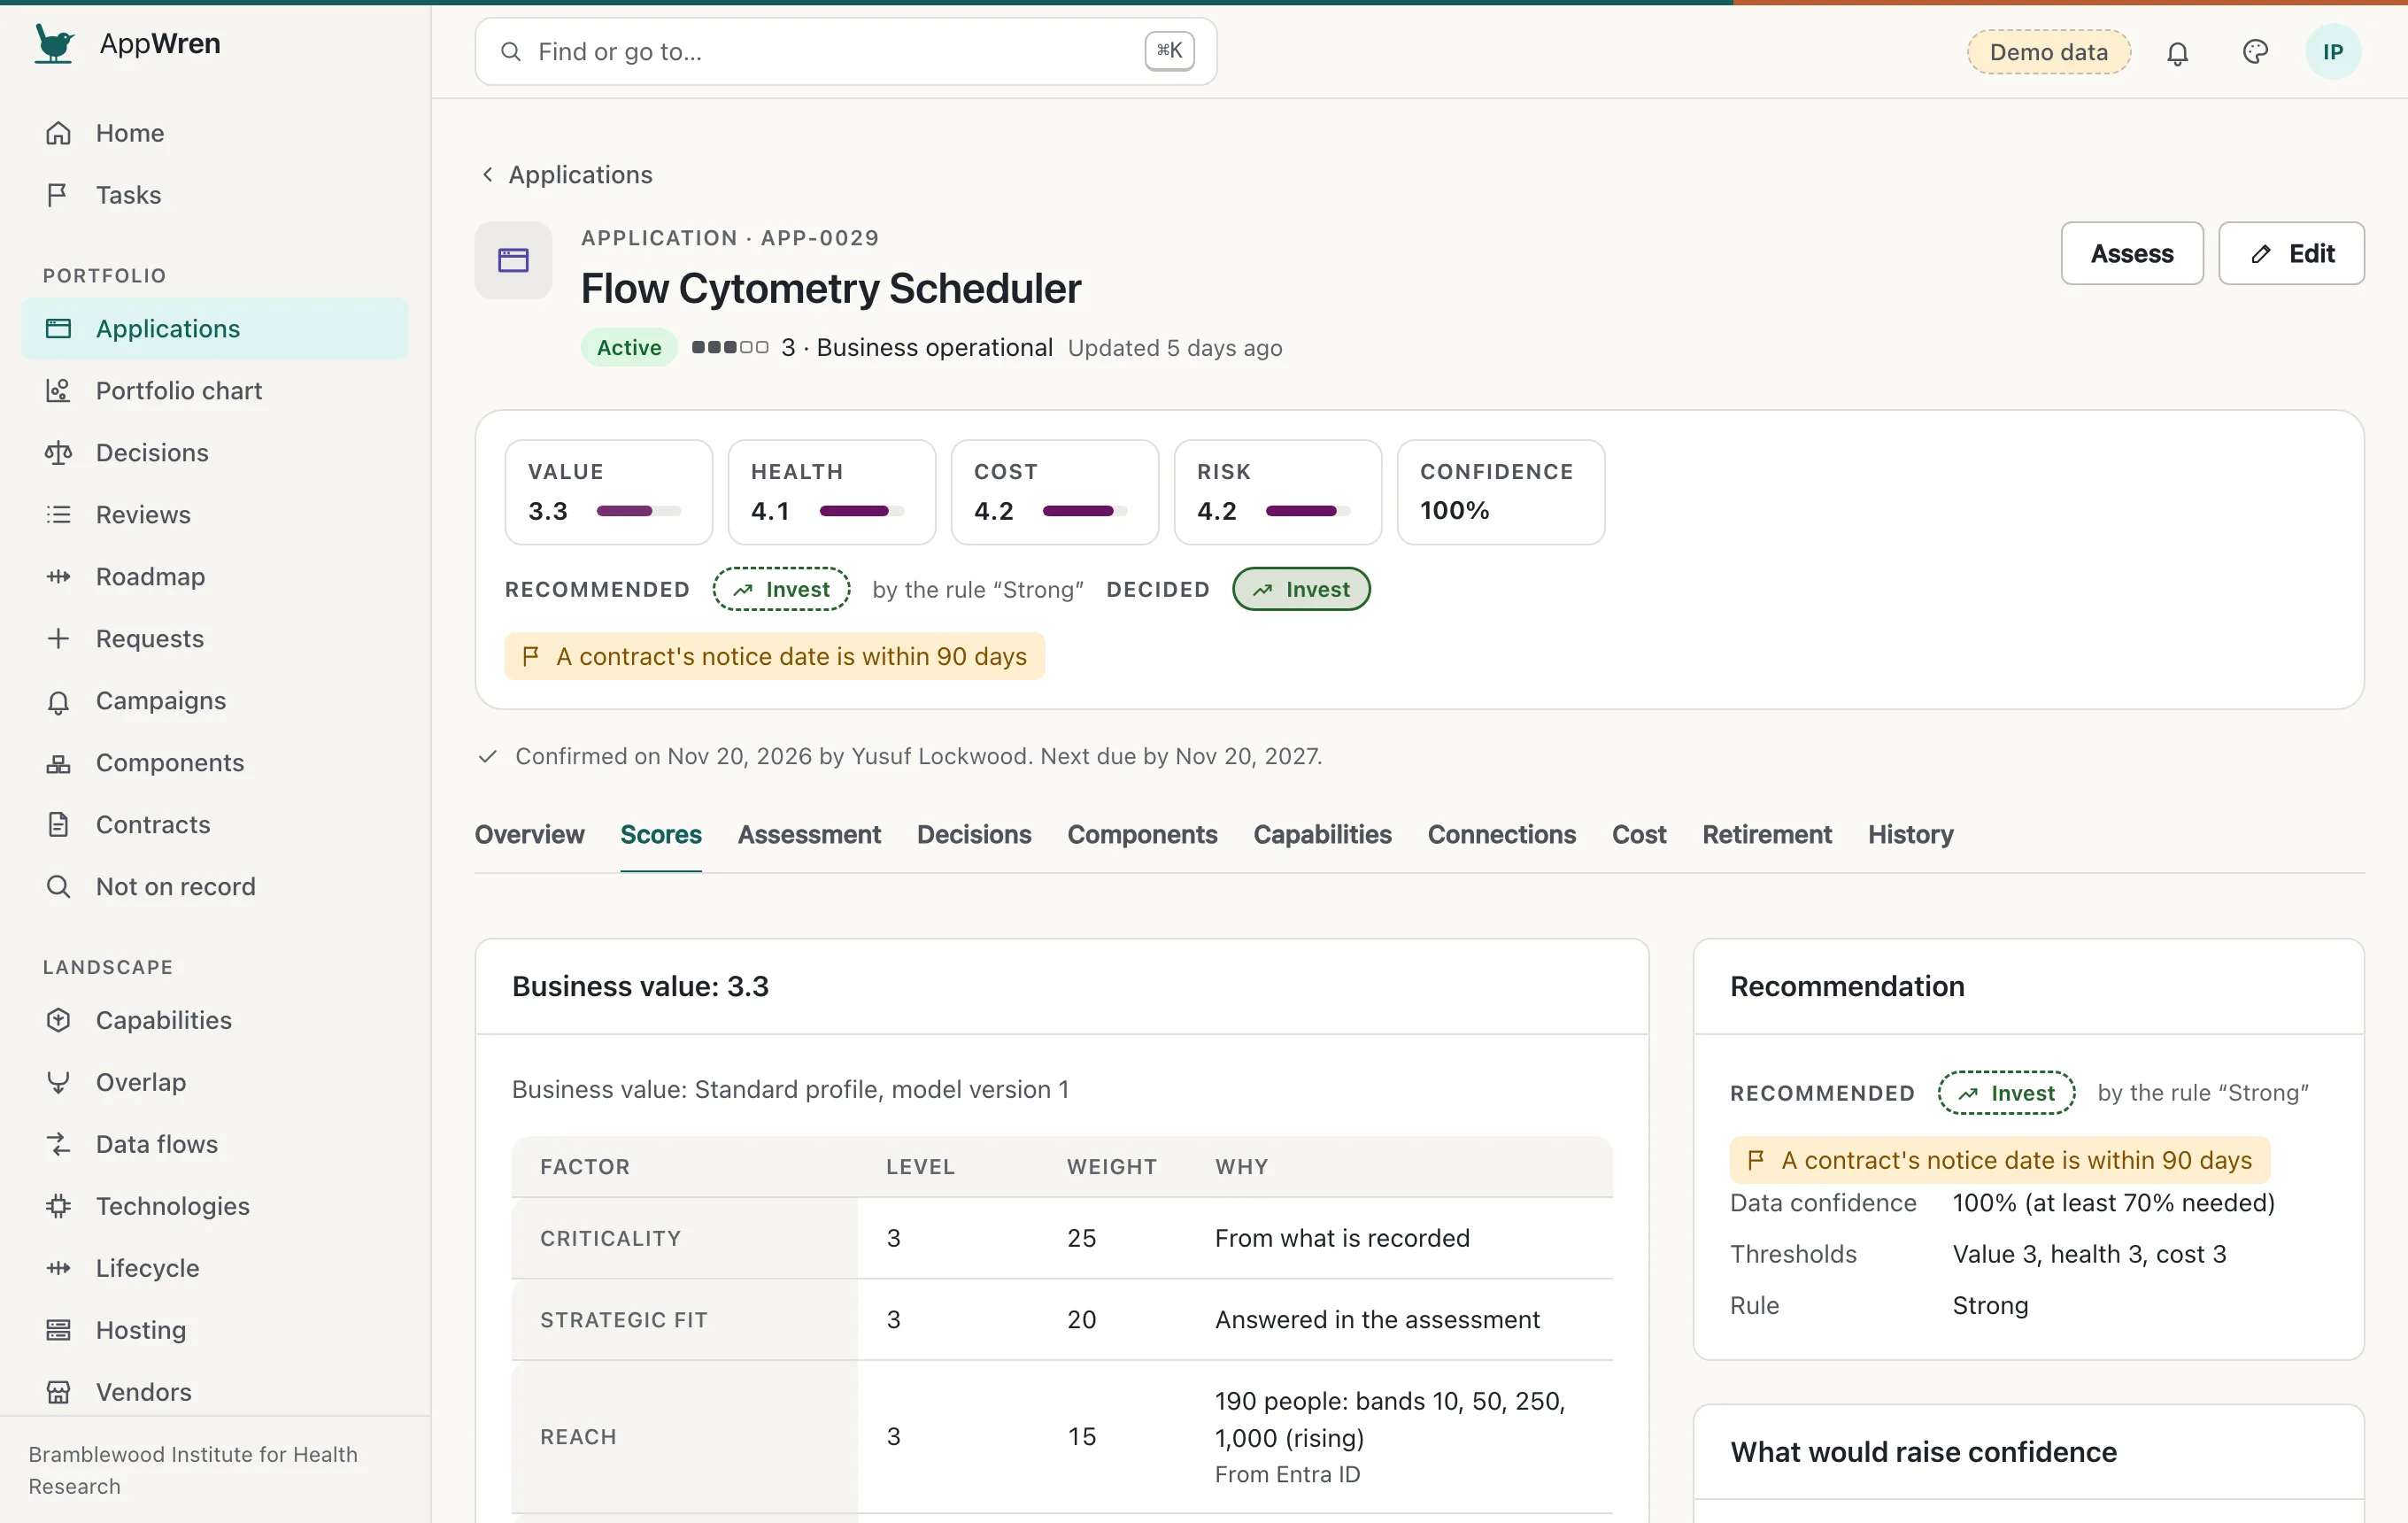 AppWren
Find or go to...
⌘K
Demo data
IP
Home
Tasks
PORTFOLIO
Applications
Portfolio chart
Decisions
Reviews
Roadmap
Requests
Campaigns
Components
Contracts
Not on record
LANDSCAPE
Capabilities
Overlap
Data flows
Technologies
Lifecycle
Hosting
Vendors
Bramblewood Institute for Health
Research
Applications
APPLICATION · APP-0029
Flow Cytometry Scheduler
Active 3 · Business operational Updated 5 days ago
Assess
Edit
VALUE
3.3
HEALTH
4.1
COST
4.2
RISK
4.2
CONFIDENCE
100%
RECOMMENDED Invest by the rule “Strong” DECIDED Invest
A contract's notice date is within 90 days
Confirmed on Nov 20, 2026 by Yusuf Lockwood. Next due by Nov 20, 2027.
Overview Scores Assessment Decisions Components Capabilities Connections Cost Retirement History
Business value: 3.3
Business value: Standard profile, model version 1
FACTOR LEVEL WEIGHT WHY
CRITICALITY 3 25 From what is recorded
STRATEGIC FIT 3 20 Answered in the assessment
REACH 3 15 190 people: bands 10, 50, 250,
1,000 (rising)
From Entra ID
Recommendation
RECOMMENDED Invest by the rule “Strong”
A contract's notice date is within 90 days
Data confidence 100% (at least 70% needed)
Thresholds Value 3, health 3, cost 3
Rule Strong
What would raise confidence